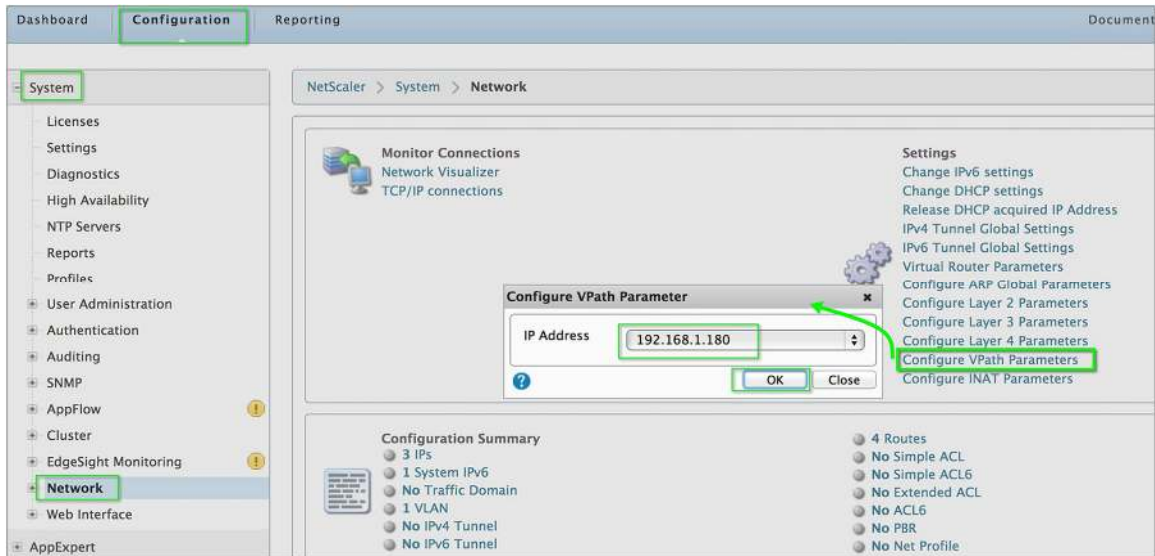 Dashboard Configuration Reporting Document
System
Licenses
Settings
Diagnostics
High Availability
NTP Servers
Reports
Profiles
User Administration
Authentication
Auditing
SNMP
AppFlow
Cluster
EdgeSight Monitoring
Network
Web Interface
AppExpert
NetScaler > System > Network
Monitor Connections
Network Visualizer
TCP/IP connections
Settings
Change IPv6 settings
Change DHCP settings
Release DHCP acquired IP Address
IPv4 Tunnel Global Settings
IPv6 Tunnel Global Settings
Virtual Router Parameters
Configure ARP Global Parameters
Configure Layer 2 Parameters
Configure Layer 3 Parameters
Configure Layer 4 Parameters
Configure VPath Parameters
Configure INAT Parameters
Configure VPath Parameter
IP Address 192.168.1.180
OK Close
Configuration Summary
3 IPs
1 System IPv6
No Traffic Domain
1 VLAN
No IPv4 Tunnel
No IPv6 Tunnel
4 Routes
No Simple ACL
No Simple ACL6
No Extended ACL
No ACL6
No PBR
No Net Profile